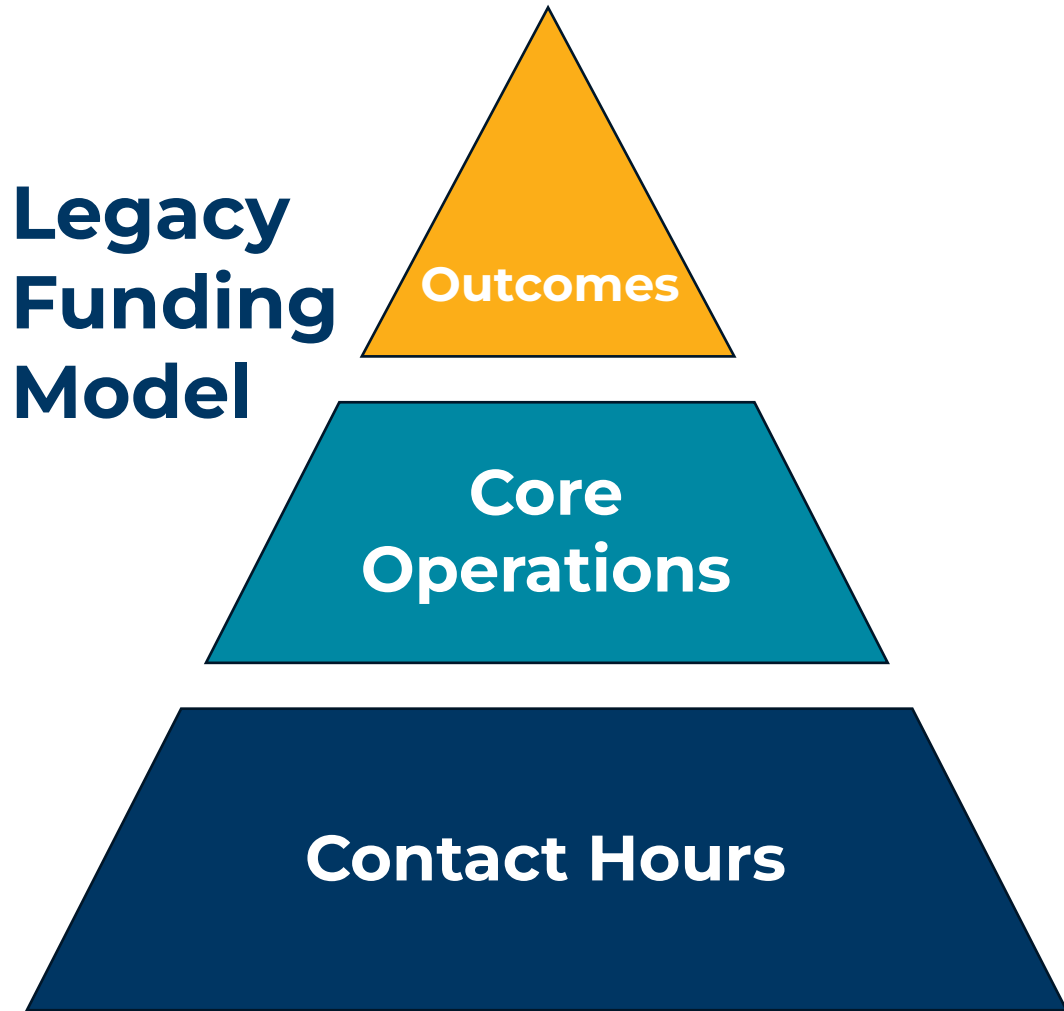 Legacy
Funding
Model
Outcomes
Core
Operations
Contact Hours